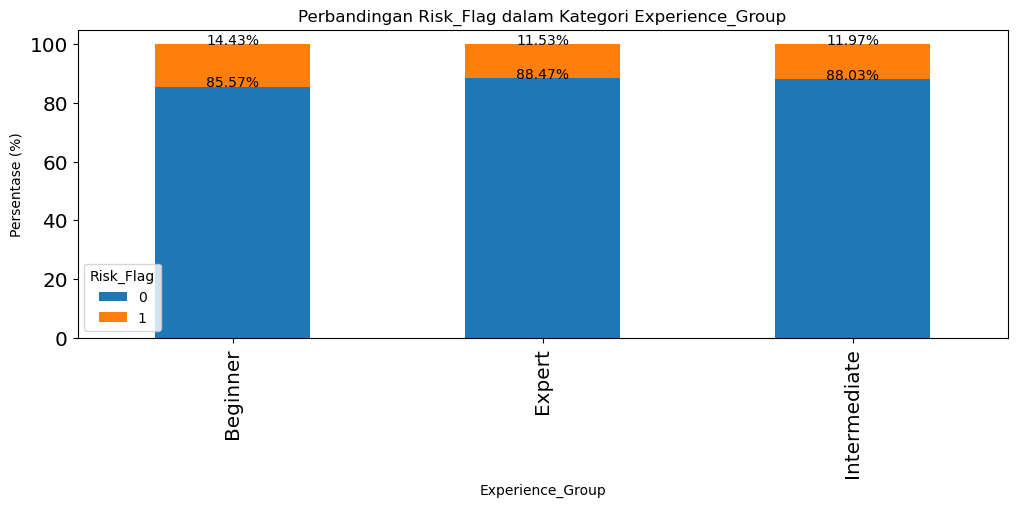 Perbandingan Risk_Flag dalam Kategori Experience_Group
Persentase (%)
100
80
60
40
20
0
14.43%
11.53%
11.97%
85.57%
88.47%
88.03%
Risk_Flag
0
1
Beginner
Expert
Intermediate
Experience_Group